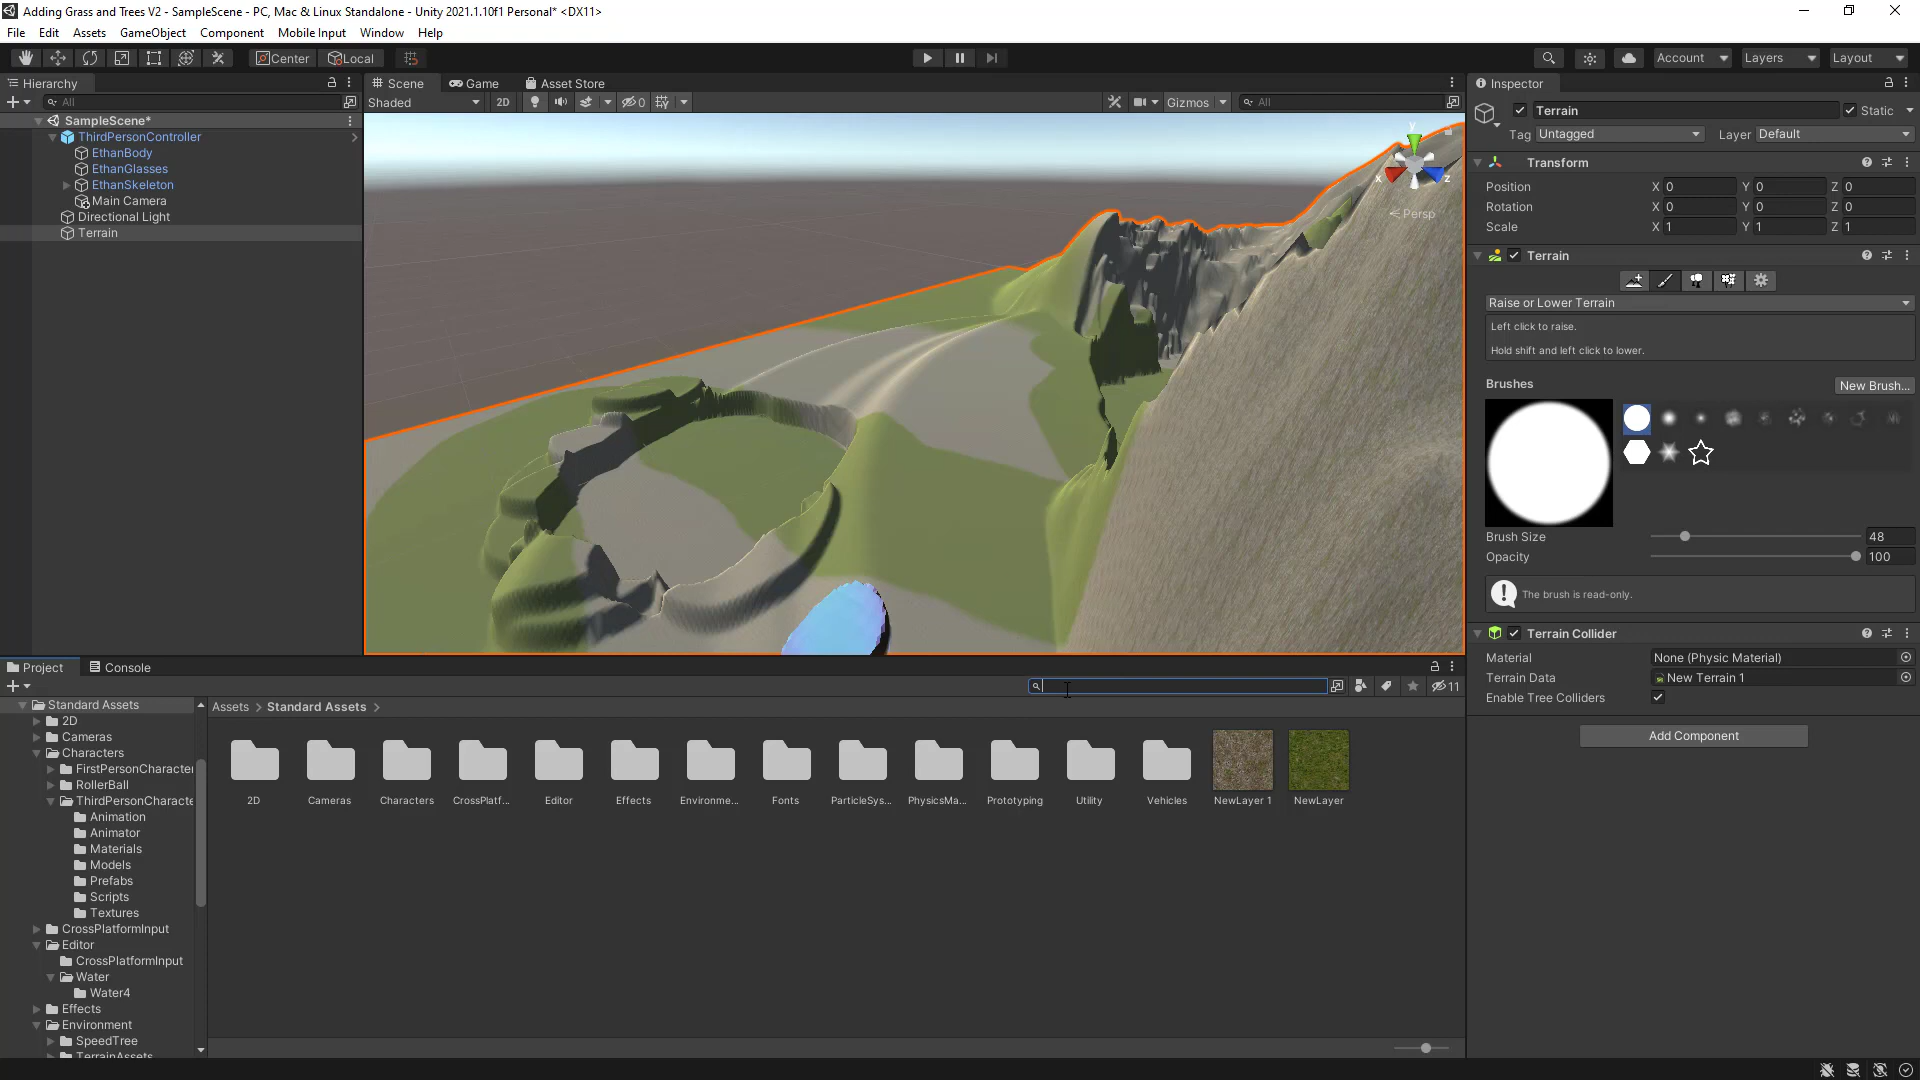 Adding Grass and Trees V2 - SampleScene - PC, Mac & Linux Standalone - Unity 2021.1.10f1 Personal* <DX11>
File Edit Assets GameObject Component Mobile Input Window Help
Center Local Account Layers Layout
Hierarchy
All
SampleScene*
ThirdPersonController
EthanBody
EthanGlasses
EthanSkeleton
Main Camera
Directional Light
Terrain
Scene Game Asset Store
Shaded 2D 0 Gizmos All
y
x z
Persp
Inspector
Terrain Static
Tag Untagged Layer Default
Transform
Position X 0 Y 0 Z 0
Rotation X 0 Y 0 Z 0
Scale X 1 Y 1 Z 1
Terrain
Raise or Lower Terrain
Left click to raise.
Hold shift and left click to lower.
Brushes New Brush...
Brush Size 48
Opacity 100
The brush is read-only.
Terrain Collider
Material None (Physic Material)
Terrain Data New Terrain 1
Enable Tree Colliders
Add Component
Project Console
11
Standard Assets
2D
Cameras
Characters
FirstPersonCharacter
RollerBall
ThirdPersonCharacte
Animation
Animator
Materials
Models
Prefabs
Scripts
Textures
CrossPlatformInput
Editor
CrossPlatformInput
Water
Water4
Effects
Environment
SpeedTree
TerrainAssets
Assets > Standard Assets >
2D Cameras Characters CrossPlatf... Editor Effects Environme... Fonts ParticleSys... PhysicsMa... Prototyping Utility Vehicles NewLayer 1 NewLayer